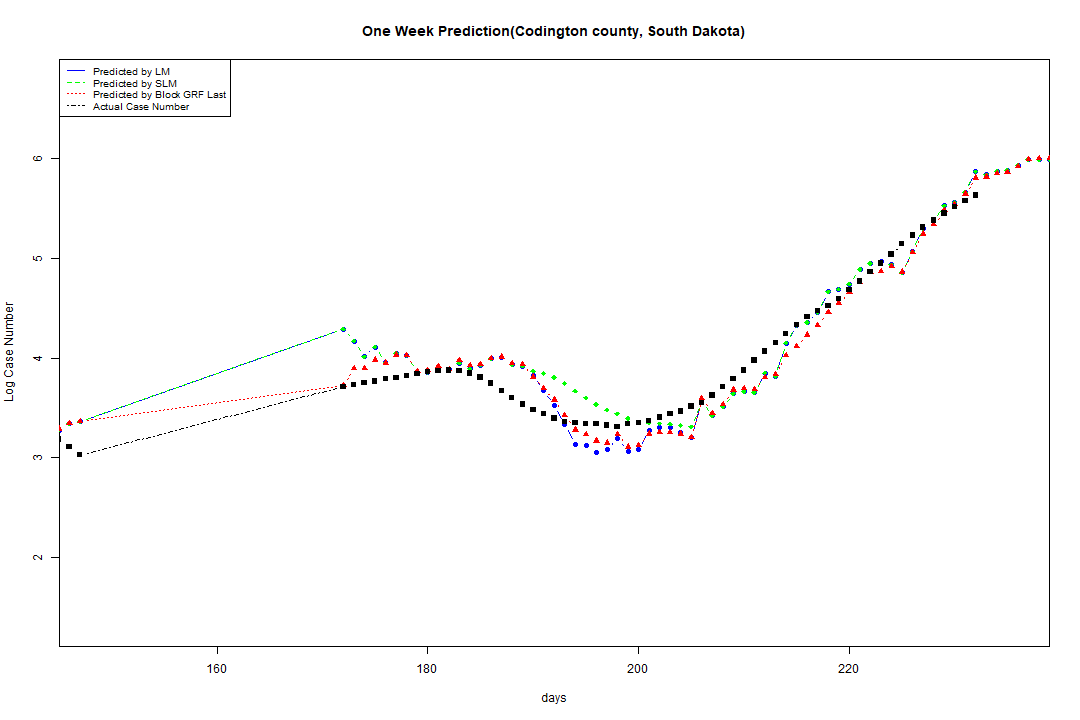 One Week Prediction(Codington county, South Dakota)
Predicted by LM
Predicted by SLM
Predicted by Block GRF Last
Actual Case Number
6
5
4
3
2
Log Case Number
160
180
200
220
days